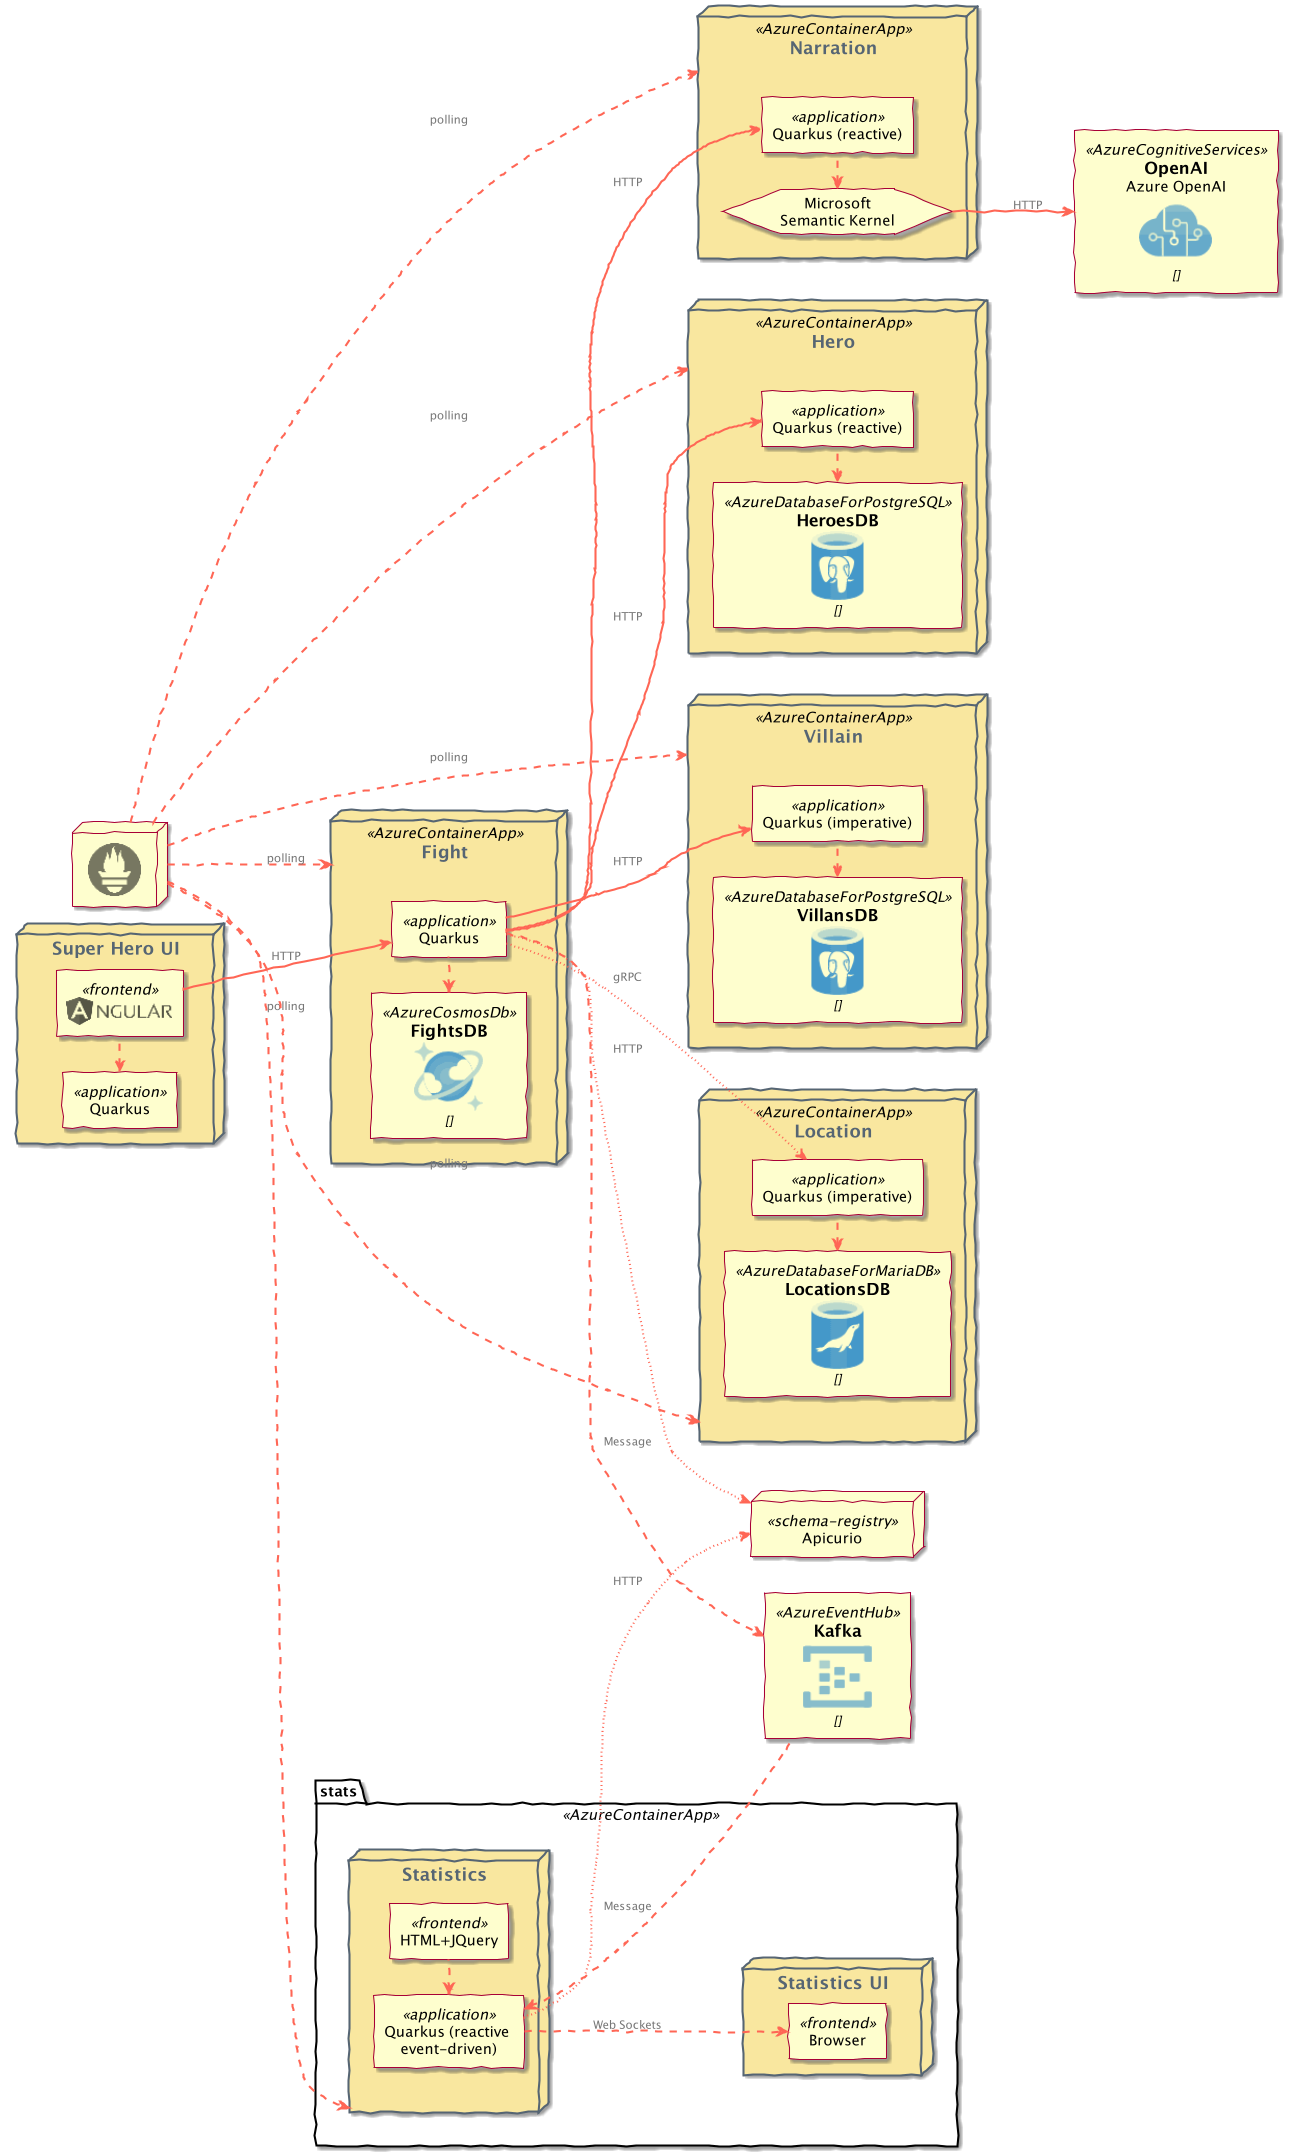 «AzureContainerApp»
Narration
polling
«application»
Quarkus (reactive)
HTTP
Microsoft
Semantic Kernel
HTTP
«AzureCognitiveServices»
OpenAI
Azure OpenAI
[]
«AzureContainerApp»
Hero
polling
«application»
Quarkus (reactive)
«AzureDatabaseForPostgreSQL»
HeroesDB
[]
HTTP
«AzureContainerApp»
Villain
polling
«application»
Quarkus (imperative)
HTTP
«AzureDatabaseForPostgreSQL»
VillansDB
[]
polling
«AzureContainerApp»
Fight
«application»
Quarkus
«AzureCosmosDb»
FightsDB
[]
Super Hero UI
«frontend»
ANGULAR
«application»
Quarkus
HTTP
polling
gRPC
HTTP
polling
«AzureContainerApp»
Location
«application»
Quarkus (imperative)
«AzureDatabaseForMariaDB»
LocationsDB
[]
Message
«schema-registry»
Apicurio
HTTP
«AzureEventHub»
Kafka
[]
stats
«AzureContainerApp»
Statistics
«frontend»
HTML+JQuery
Message
«application»
Quarkus (reactive
event-driven)
Web Sockets
Statistics UI
«frontend»
Browser